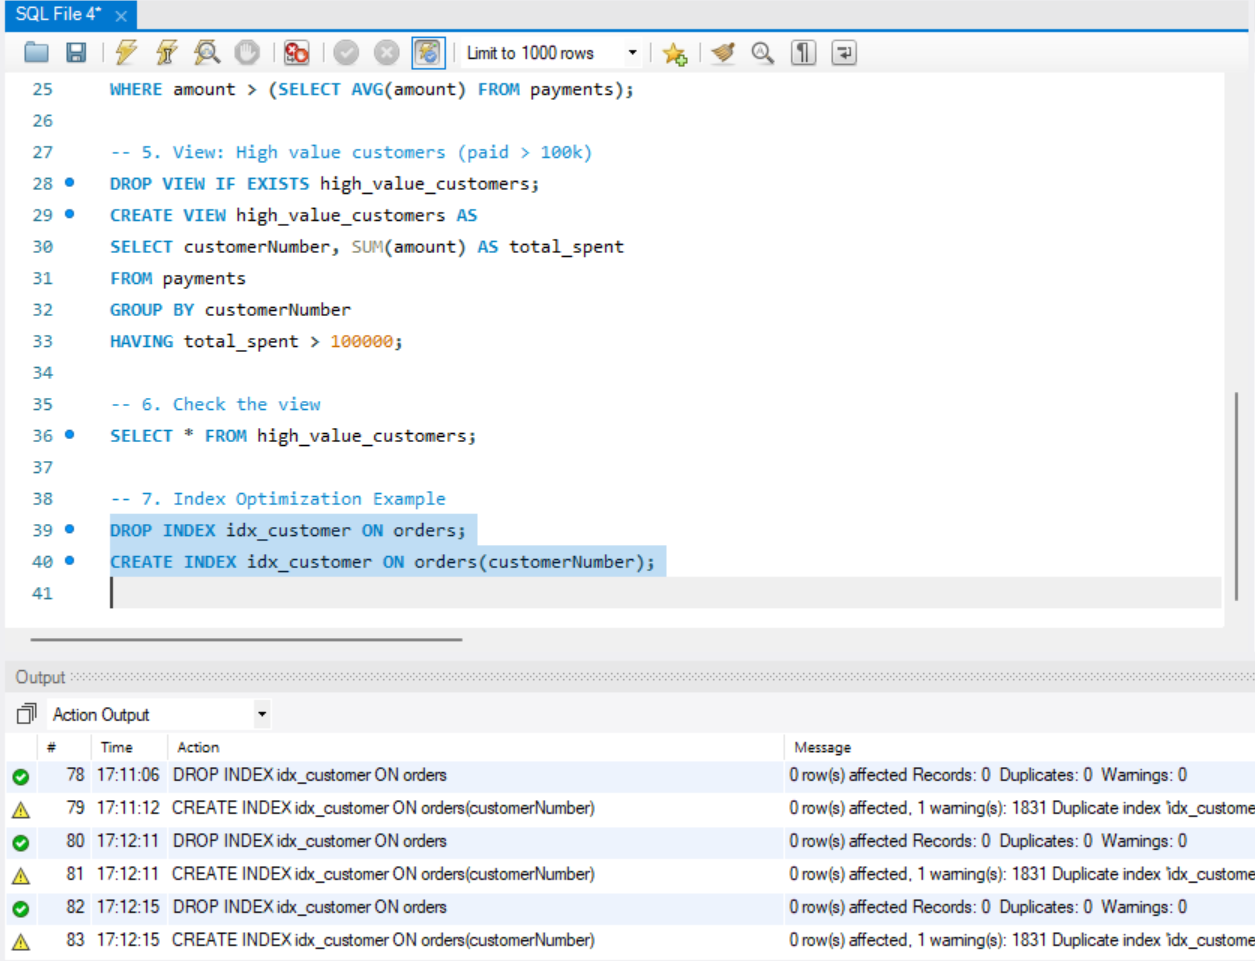 SQL File 4*
Limit to 1000 rows
25 WHERE amount > (SELECT AVG(amount) FROM payments);
26
27 -- 5. View: High value customers (paid > 100k)
28 DROP VIEW IF EXISTS high_value_customers;
29 CREATE VIEW high_value_customers AS
30 SELECT customerNumber, SUM(amount) AS total_spent
31 FROM payments
32 GROUP BY customerNumber
33 HAVING total_spent > 100000;
34
35 -- 6. Check the view
36 SELECT * FROM high_value_customers;
37
38 -- 7. Index Optimization Example
39 DROP INDEX idx_customer ON orders;
40 CREATE INDEX idx_customer ON orders(customerNumber);
41
Output
Action Output
# Time Action Message
78 17:11:06 DROP INDEX idx_customer ON orders 0 row(s) affected Records: 0 Duplicates: 0 Warnings: 0
79 17:11:12 CREATE INDEX idx_customer ON orders(customerNumber) 0 row(s) affected, 1 warning(s): 1831 Duplicate index 'idx_custome
80 17:12:11 DROP INDEX idx_customer ON orders 0 row(s) affected Records: 0 Duplicates: 0 Warnings: 0
81 17:12:11 CREATE INDEX idx_customer ON orders(customerNumber) 0 row(s) affected, 1 warning(s): 1831 Duplicate index 'idx_custome
82 17:12:15 DROP INDEX idx_customer ON orders 0 row(s) affected Records: 0 Duplicates: 0 Warnings: 0
83 17:12:15 CREATE INDEX idx_customer ON orders(customerNumber) 0 row(s) affected, 1 warning(s): 1831 Duplicate index 'idx_custome